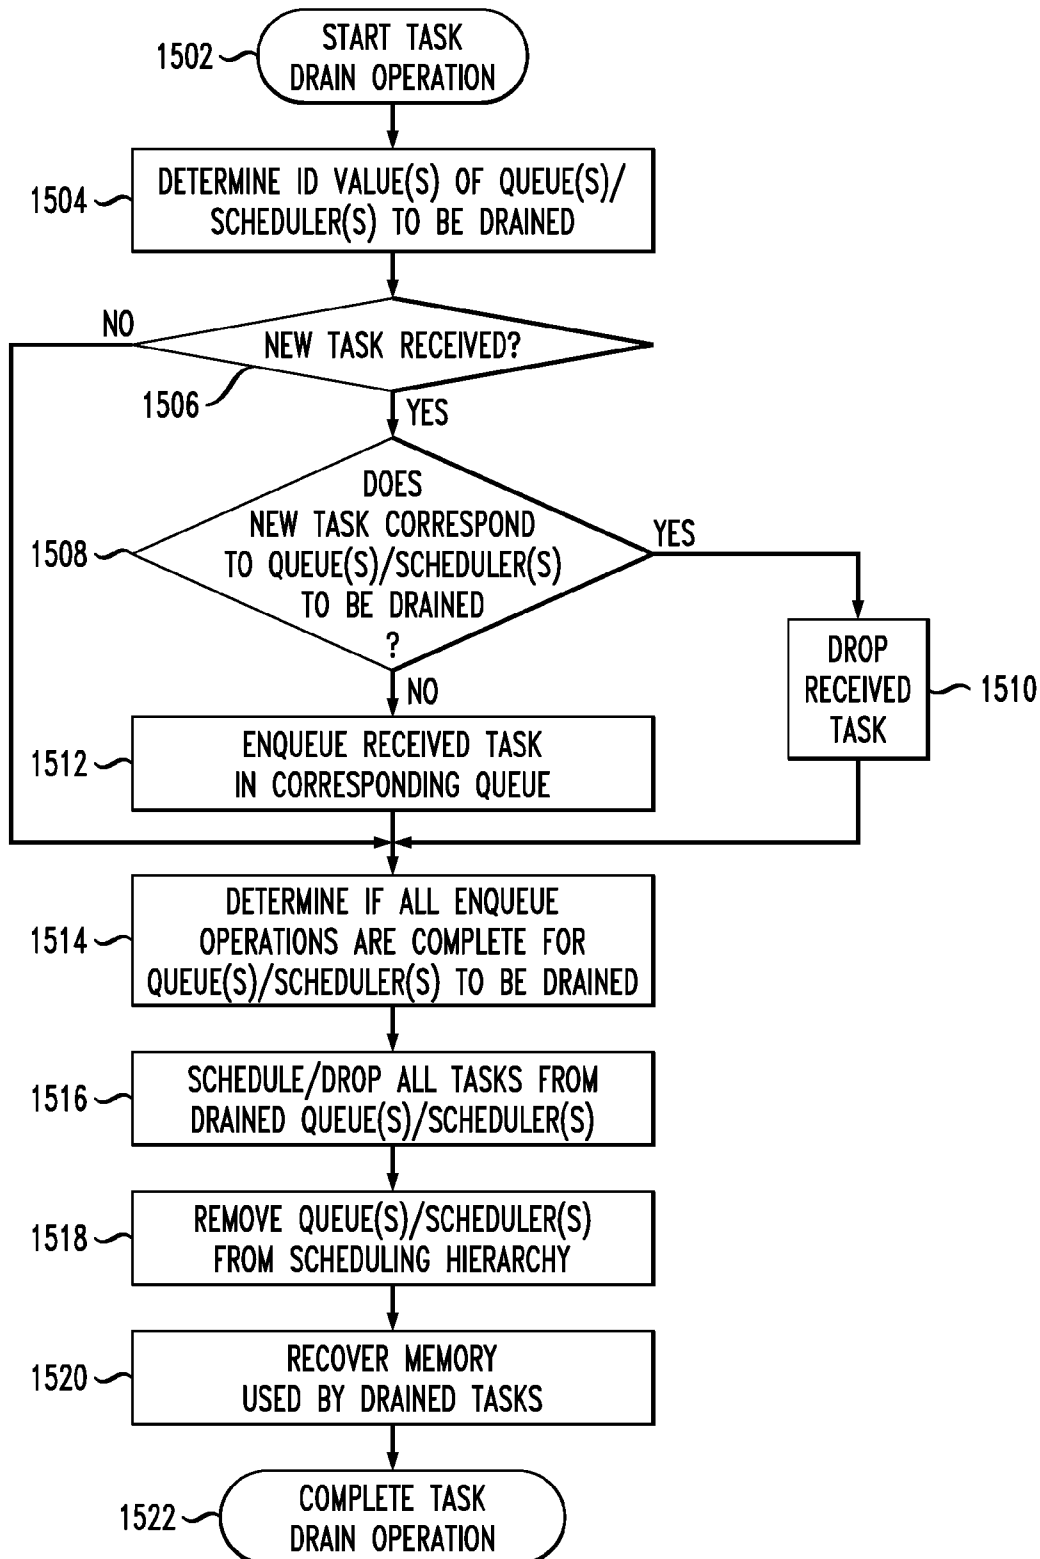 1502
START TASK
DRAIN OPERATION
1504
DETERMINE ID VALUE(S) OF QUEUE(S)/
SCHEDULER(S) TO BE DRAINED
NO
NEW TASK RECEIVED?
1506
YES
1508
DOES
NEW TASK CORRESPOND
TO QUEUE(S)/SCHEDULER(S)
TO BE DRAINED
?
YES
NO
DROP
RECEIVED
TASK
1510
1512
ENQUEUE RECEIVED TASK
IN CORRESPONDING QUEUE
1514
DETERMINE IF ALL ENQUEUE
OPERATIONS ARE COMPLETE FOR
QUEUE(S)/SCHEDULER(S) TO BE DRAINED
1516
SCHEDULE/DROP ALL TASKS FROM
DRAINED QUEUE(S)/SCHEDULER(S)
1518
REMOVE QUEUE(S)/SCHEDULER(S)
FROM SCHEDULING HIERARCHY
1520
RECOVER MEMORY
USED BY DRAINED TASKS
1522
COMPLETE TASK
DRAIN OPERATION